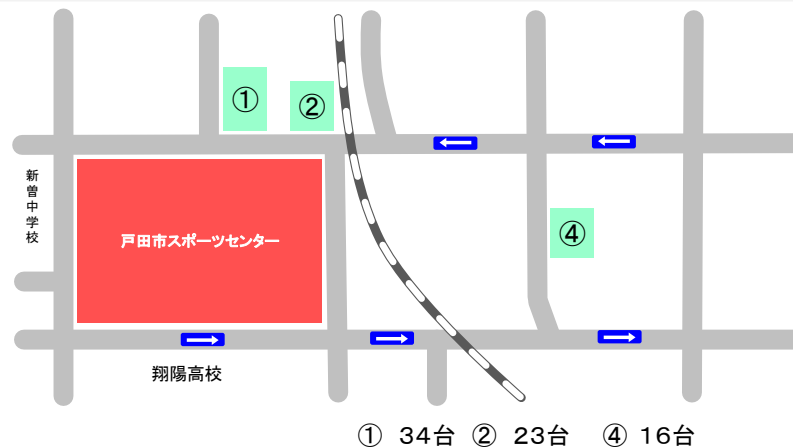 ①
②
新曽中学校
戸田市スポーツセンター
④
翔陽高校
① 34台 ② 23台 ④ 16台